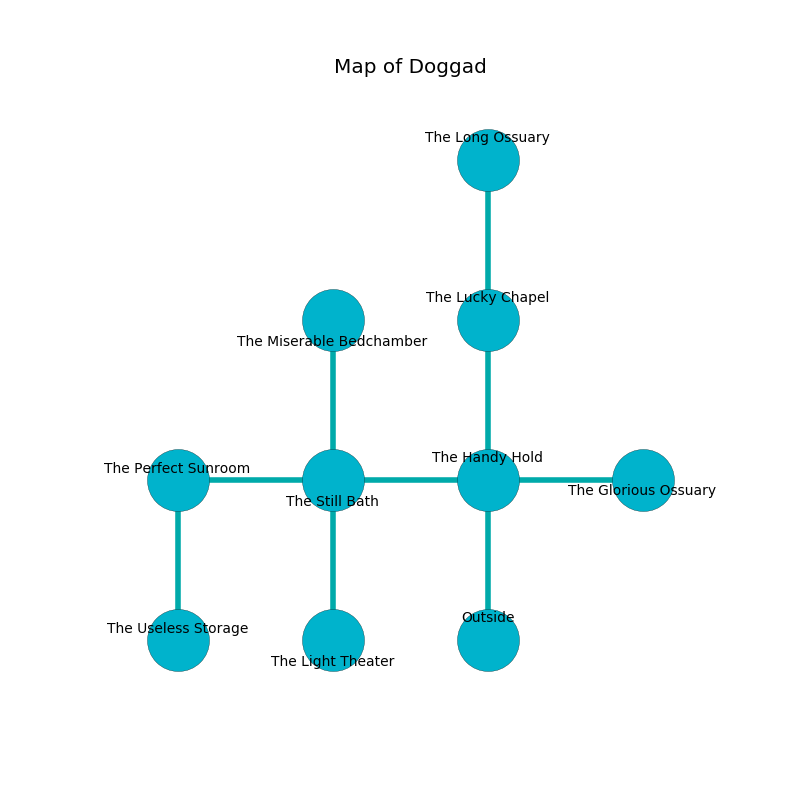 Map of Doggad
The Long Ossuary
The Lucky Chapel
The Miserable Bedchamber
The Handy Hold
The Perfect Sunroom
The Glorious Ossuary
The Still Bath
Outside
The Useless Storage
The Light Theater